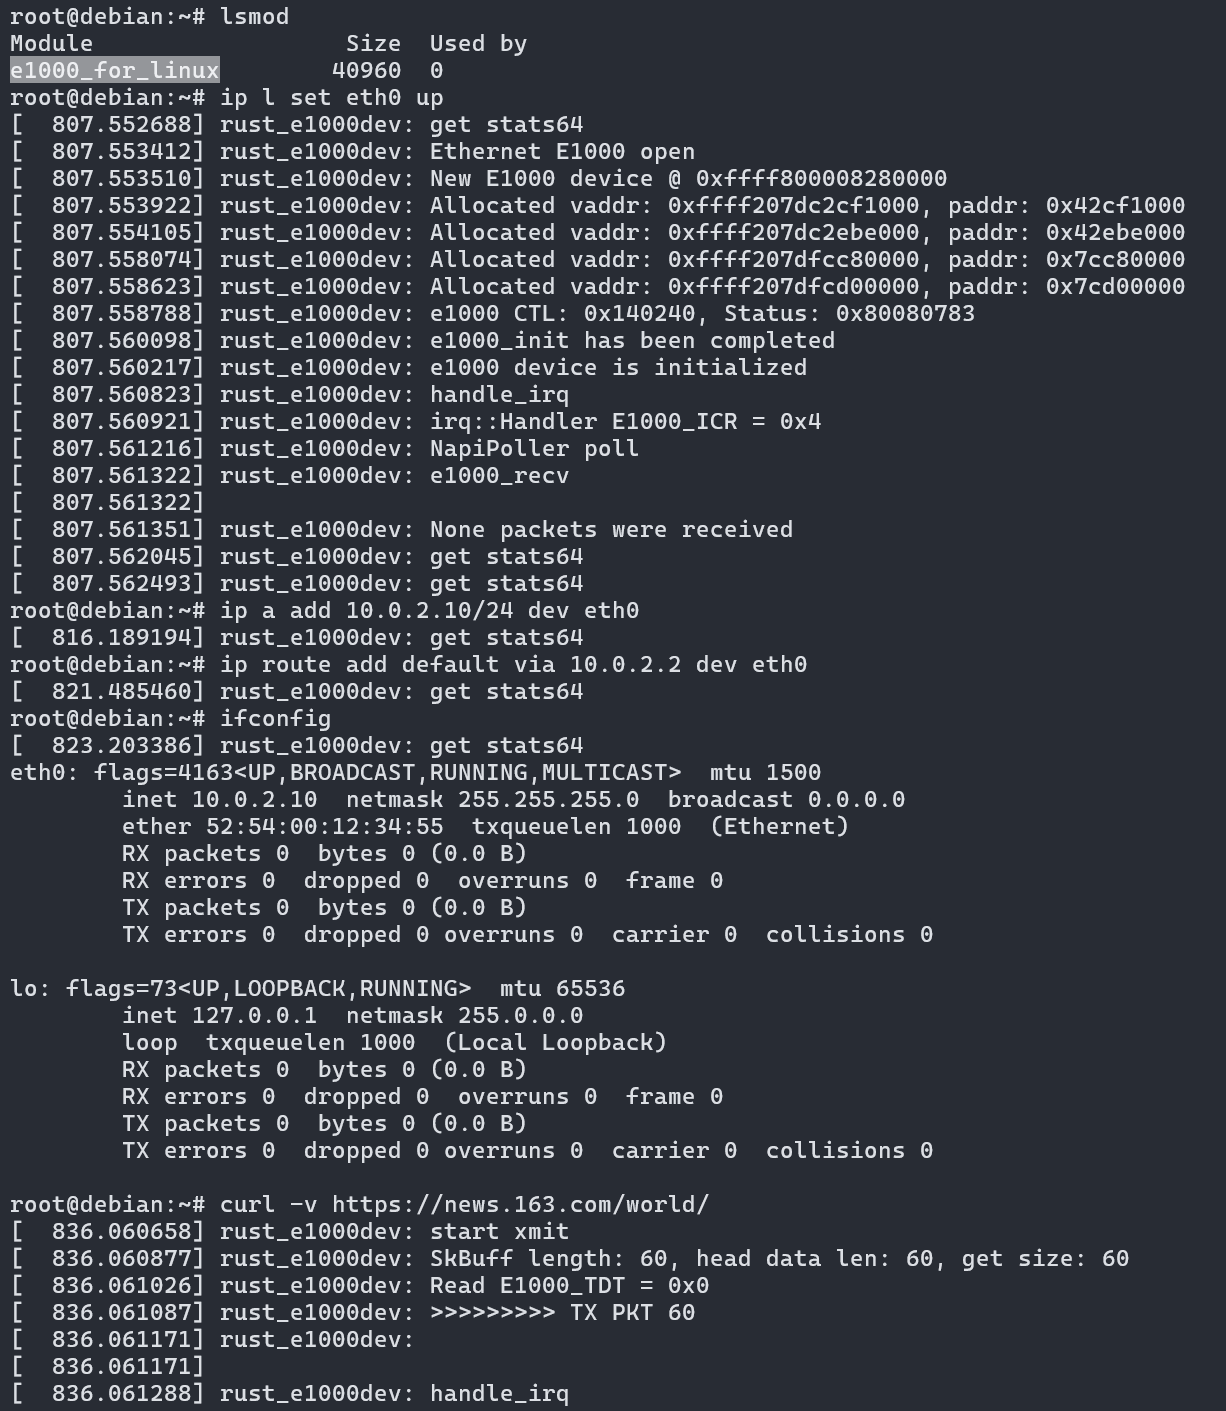 root@debian:~# lsmod
Module                  Size  Used by
e1000_for_linux        40960  0
root@debian:~# ip l set eth0 up
[  807.552688] rust_e1000dev: get stats64
[  807.553412] rust_e1000dev: Ethernet E1000 open
[  807.553510] rust_e1000dev: New E1000 device @ 0xffff800008280000
[  807.553922] rust_e1000dev: Allocated vaddr: 0xffff207dc2cf1000, paddr: 0x42cf1000
[  807.554105] rust_e1000dev: Allocated vaddr: 0xffff207dc2ebe000, paddr: 0x42ebe000
[  807.558074] rust_e1000dev: Allocated vaddr: 0xffff207dfcc80000, paddr: 0x7cc80000
[  807.558623] rust_e1000dev: Allocated vaddr: 0xffff207dfcd00000, paddr: 0x7cd00000
[  807.558788] rust_e1000dev: e1000 CTL: 0x140240, Status: 0x80080783
[  807.560098] rust_e1000dev: e1000_init has been completed
[  807.560217] rust_e1000dev: e1000 device is initialized
[  807.560823] rust_e1000dev: handle_irq
[  807.560921] rust_e1000dev: irq::Handler E1000_ICR = 0x4
[  807.561216] rust_e1000dev: NapiPoller poll
[  807.561322] rust_e1000dev: e1000_recv
[  807.561322]
[  807.561351] rust_e1000dev: None packets were received
[  807.562045] rust_e1000dev: get stats64
[  807.562493] rust_e1000dev: get stats64
root@debian:~# ip a add 10.0.2.10/24 dev eth0
[  816.189194] rust_e1000dev: get stats64
root@debian:~# ip route add default via 10.0.2.2 dev eth0
[  821.485460] rust_e1000dev: get stats64
root@debian:~# ifconfig
[  823.203386] rust_e1000dev: get stats64
eth0: flags=4163<UP,BROADCAST,RUNNING,MULTICAST>  mtu 1500
        inet 10.0.2.10  netmask 255.255.255.0  broadcast 0.0.0.0
        ether 52:54:00:12:34:55  txqueuelen 1000  (Ethernet)
        RX packets 0  bytes 0 (0.0 B)
        RX errors 0  dropped 0  overruns 0  frame 0
        TX packets 0  bytes 0 (0.0 B)
        TX errors 0  dropped 0 overruns 0  carrier 0  collisions 0

lo: flags=73<UP,LOOPBACK,RUNNING>  mtu 65536
        inet 127.0.0.1  netmask 255.0.0.0
        loop  txqueuelen 1000  (Local Loopback)
        RX packets 0  bytes 0 (0.0 B)
        RX errors 0  dropped 0  overruns 0  frame 0
        TX packets 0  bytes 0 (0.0 B)
        TX errors 0  dropped 0 overruns 0  carrier 0  collisions 0

root@debian:~# curl -v https://news.163.com/world/
[  836.060658] rust_e1000dev: start xmit
[  836.060877] rust_e1000dev: SkBuff length: 60, head data len: 60, get size: 60
[  836.061026] rust_e1000dev: Read E1000_TDT = 0x0
[  836.061087] rust_e1000dev: >>>>>>>>> TX PKT 60
[  836.061171] rust_e1000dev:
[  836.061171]
[  836.061288] rust_e1000dev: handle_irq